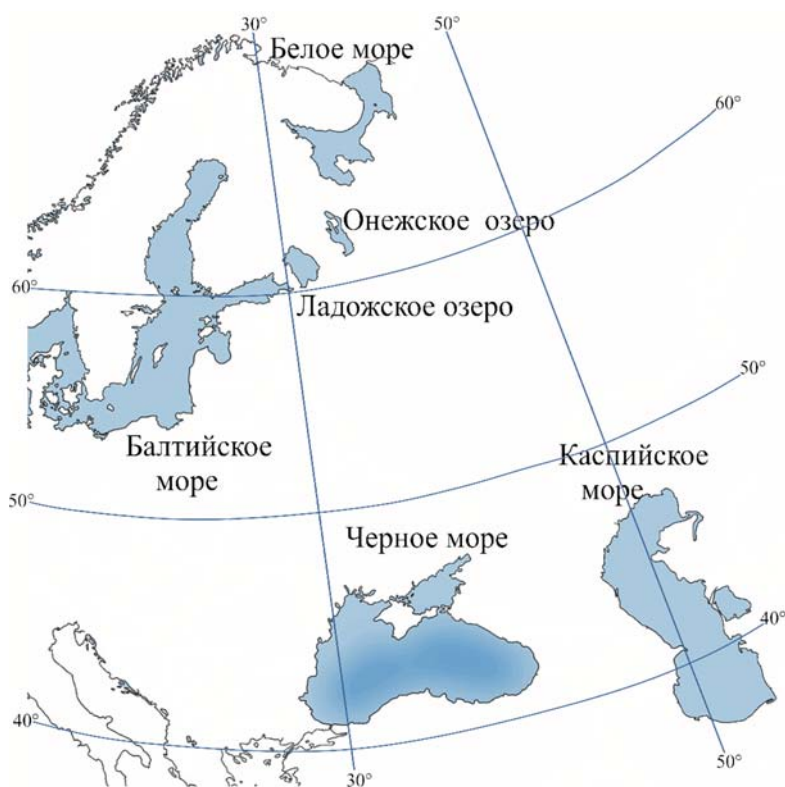 30°
Белое море
50°
60°
Онежское озеро
60°
Ладожское озеро
50°
Балтийское
море
Каспийское
море
50°
Черное море
40°
40°
50°
30°